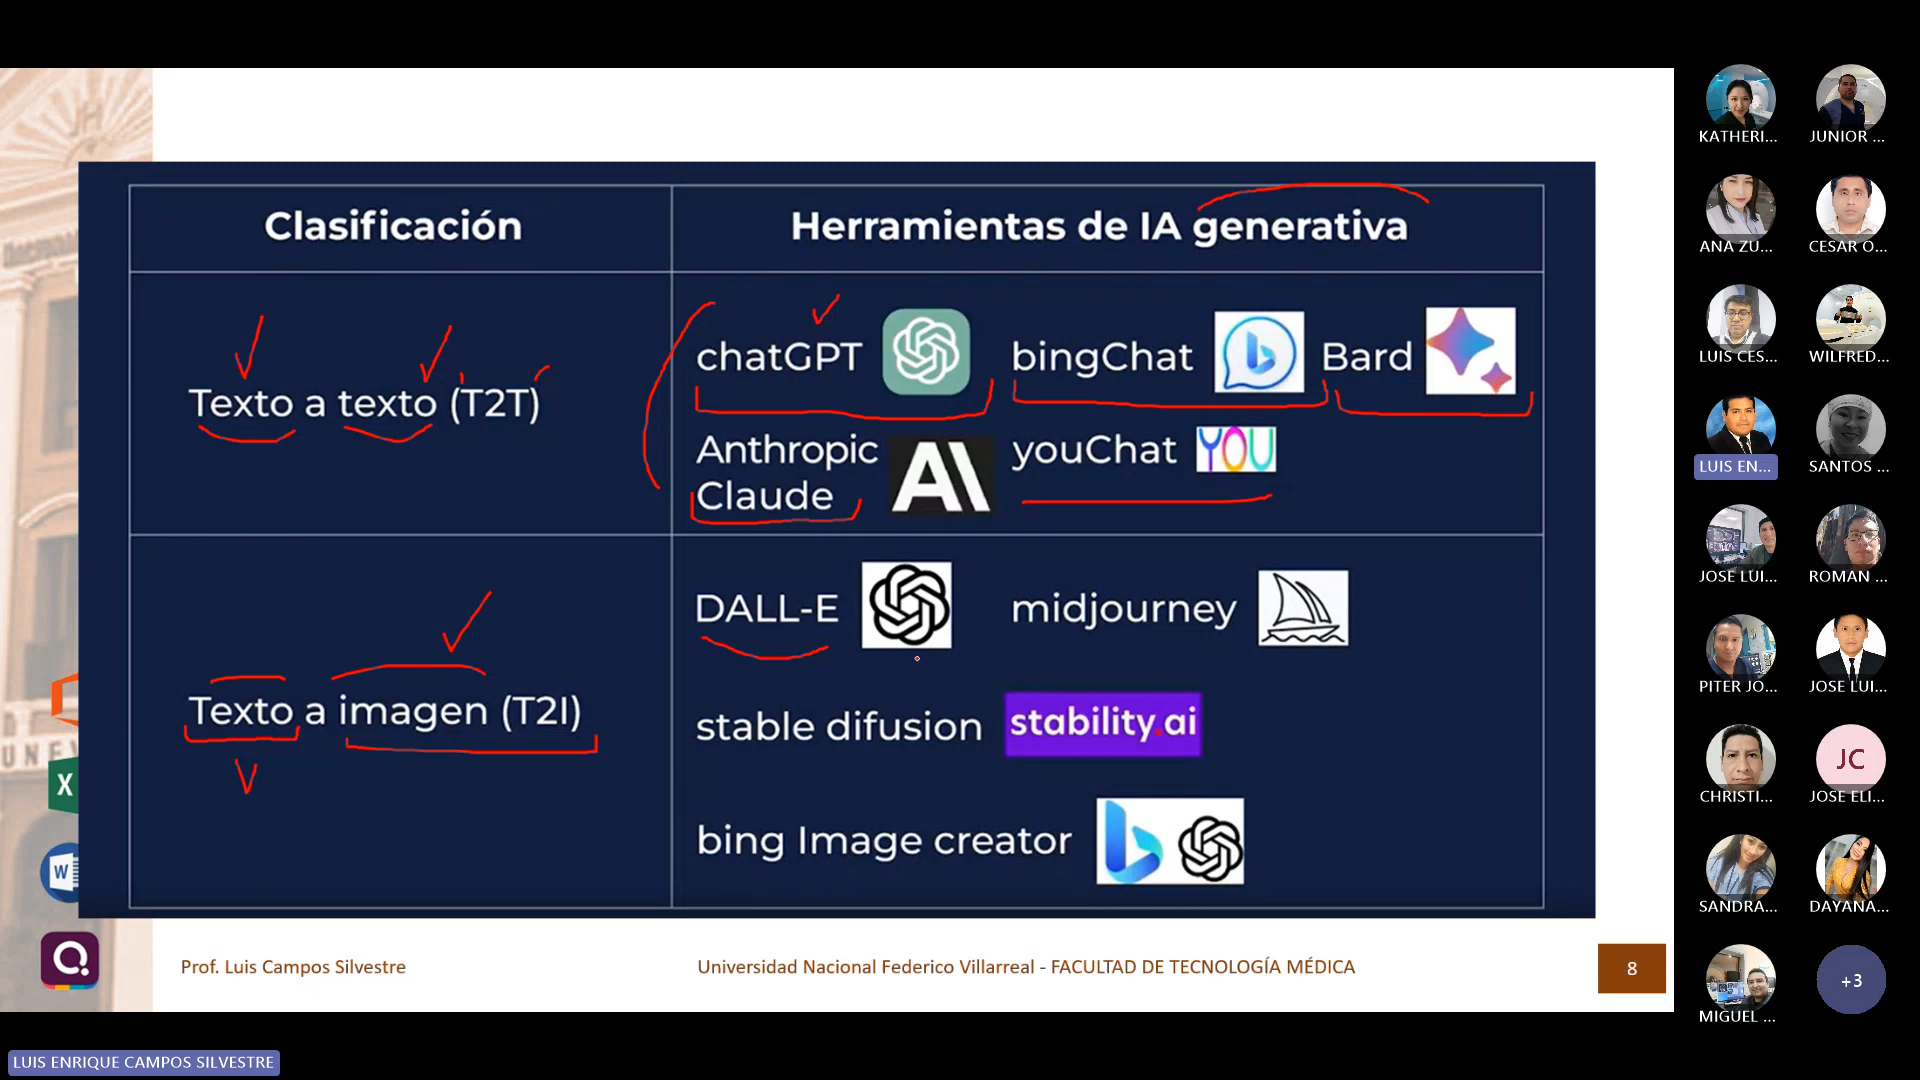 Clasificación
Herramientas de IA generativa
Texto a texto (T2T)
chatGPT
bingChat
Bard
Anthropic
Claude
AI
youChat
YOU
Texto a imagen (T2I)
DALL-E
midjourney
stable difusion
stability.ai
bing Image creator
UNFV
X
W
Q
Prof. Luis Campos Silvestre
Universidad Nacional Federico Villarreal - FACULTAD DE TECNOLOGÍA MÉDICA
8
KATHERI...
JUNIOR ...
ANA ZU...
CESAR O...
LUIS CES...
WILFRED...
LUIS EN...
SANTOS ...
JOSE LUI...
ROMAN ...
PITER JO...
JOSE LUI...
CHRISTI...
JC
JOSE ELI...
SANDRA...
DAYANA...
MIGUEL ...
+3
LUIS ENRIQUE CAMPOS SILVESTRE